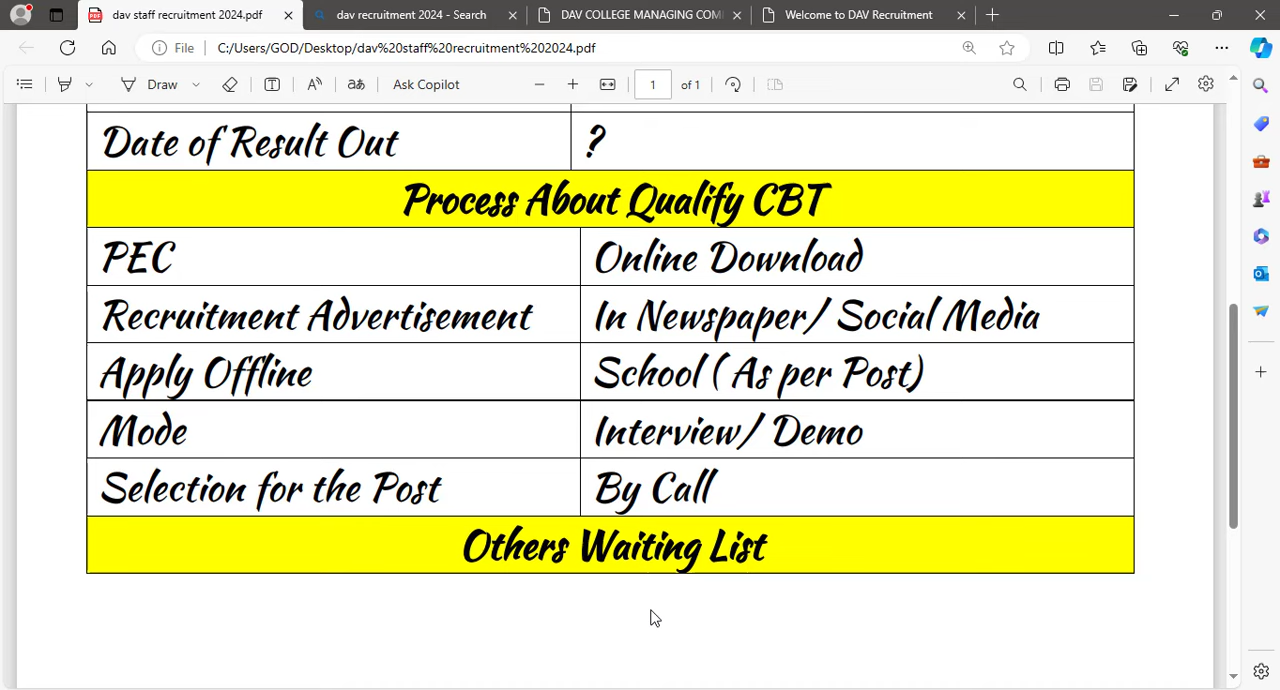 dav staff recruitment 2024.pdf
dav recruitment 2024 - Search
DAV COLLEGE MANAGING COM
Welcome to DAV Recruitment
File
C:/Users/GOD/Desktop/dav%20staff%20recruitment%202024.pdf
Draw
aあ
Ask Copilot
1
of 1
Date of Result Out ?
Process About Qualify CBT
PEC Online Download
Recruitment Advertisement In Newspaper/ Social Media
Apply Offline School ( As per Post)
Mode Interview/ Demo
Selection for the Post By Call
Others Waiting List